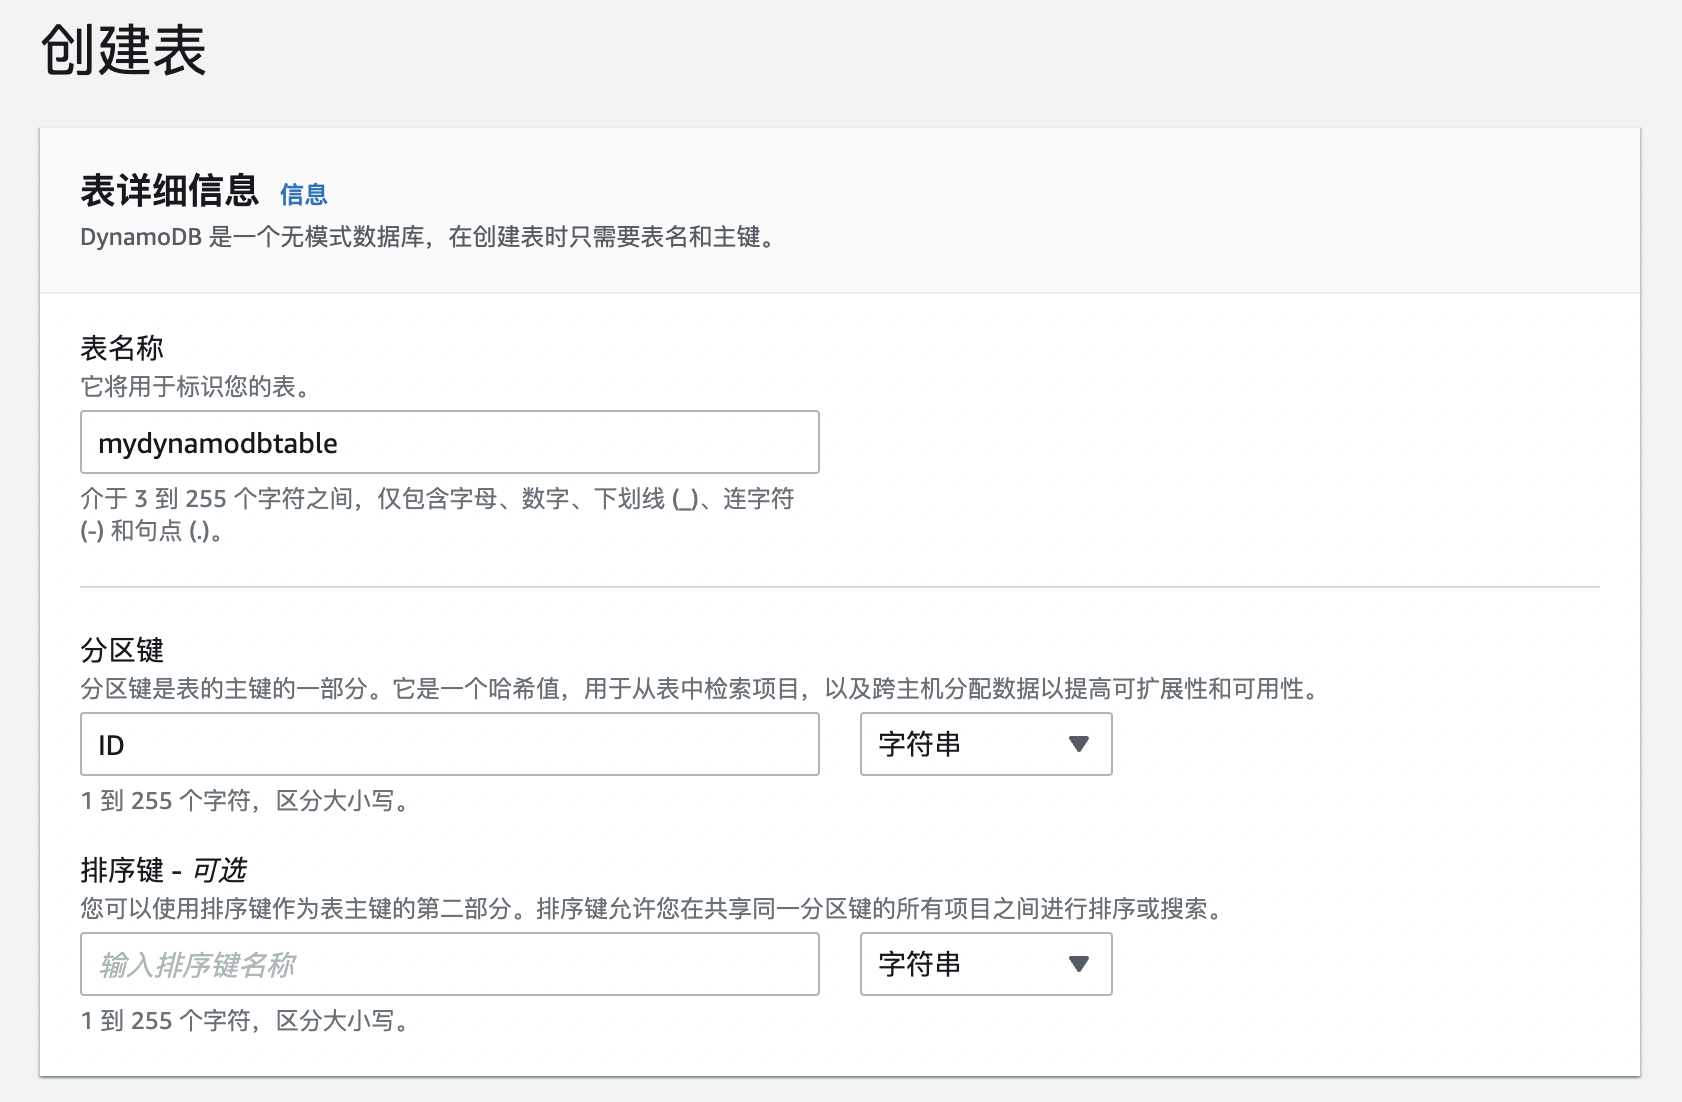 创建表
表详细信息 信息
DynamoDB 是一个无模式数据库，在创建表时只需要表名和主键。
表名称
它将用于标识您的表。
mydynamodbtable
介于 3 到 255 个字符之间，仅包含字母、数字、下划线 (_)、连字符
(-) 和句点 (.)。
分区键
分区键是表的主键的一部分。它是一个哈希值，用于从表中检索项目，以及跨主机分配数据以提高可扩展性和可用性。
ID 字符串
1 到 255 个字符，区分大小写。
排序键 - 可选
您可以使用排序键作为表主键的第二部分。排序键允许您在共享同一分区键的所有项目之间进行排序或搜索。
输入排序键名称 字符串
1 到 255 个字符，区分大小写。